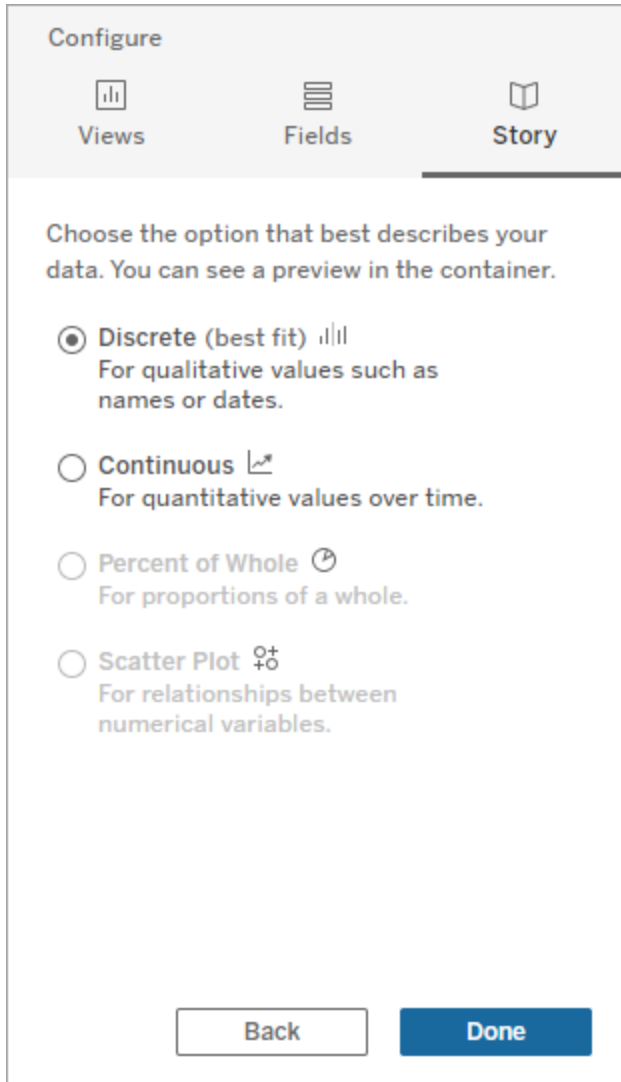 Configure
Views Fields Story
Choose the option that best describes your
data. You can see a preview in the container.
Discrete (best fit)
For qualitative values such as
names or dates.
Continuous
For quantitative values over time.
Percent of Whole
For proportions of a whole.
Scatter Plot
For relationships between
numerical variables.
Back Done